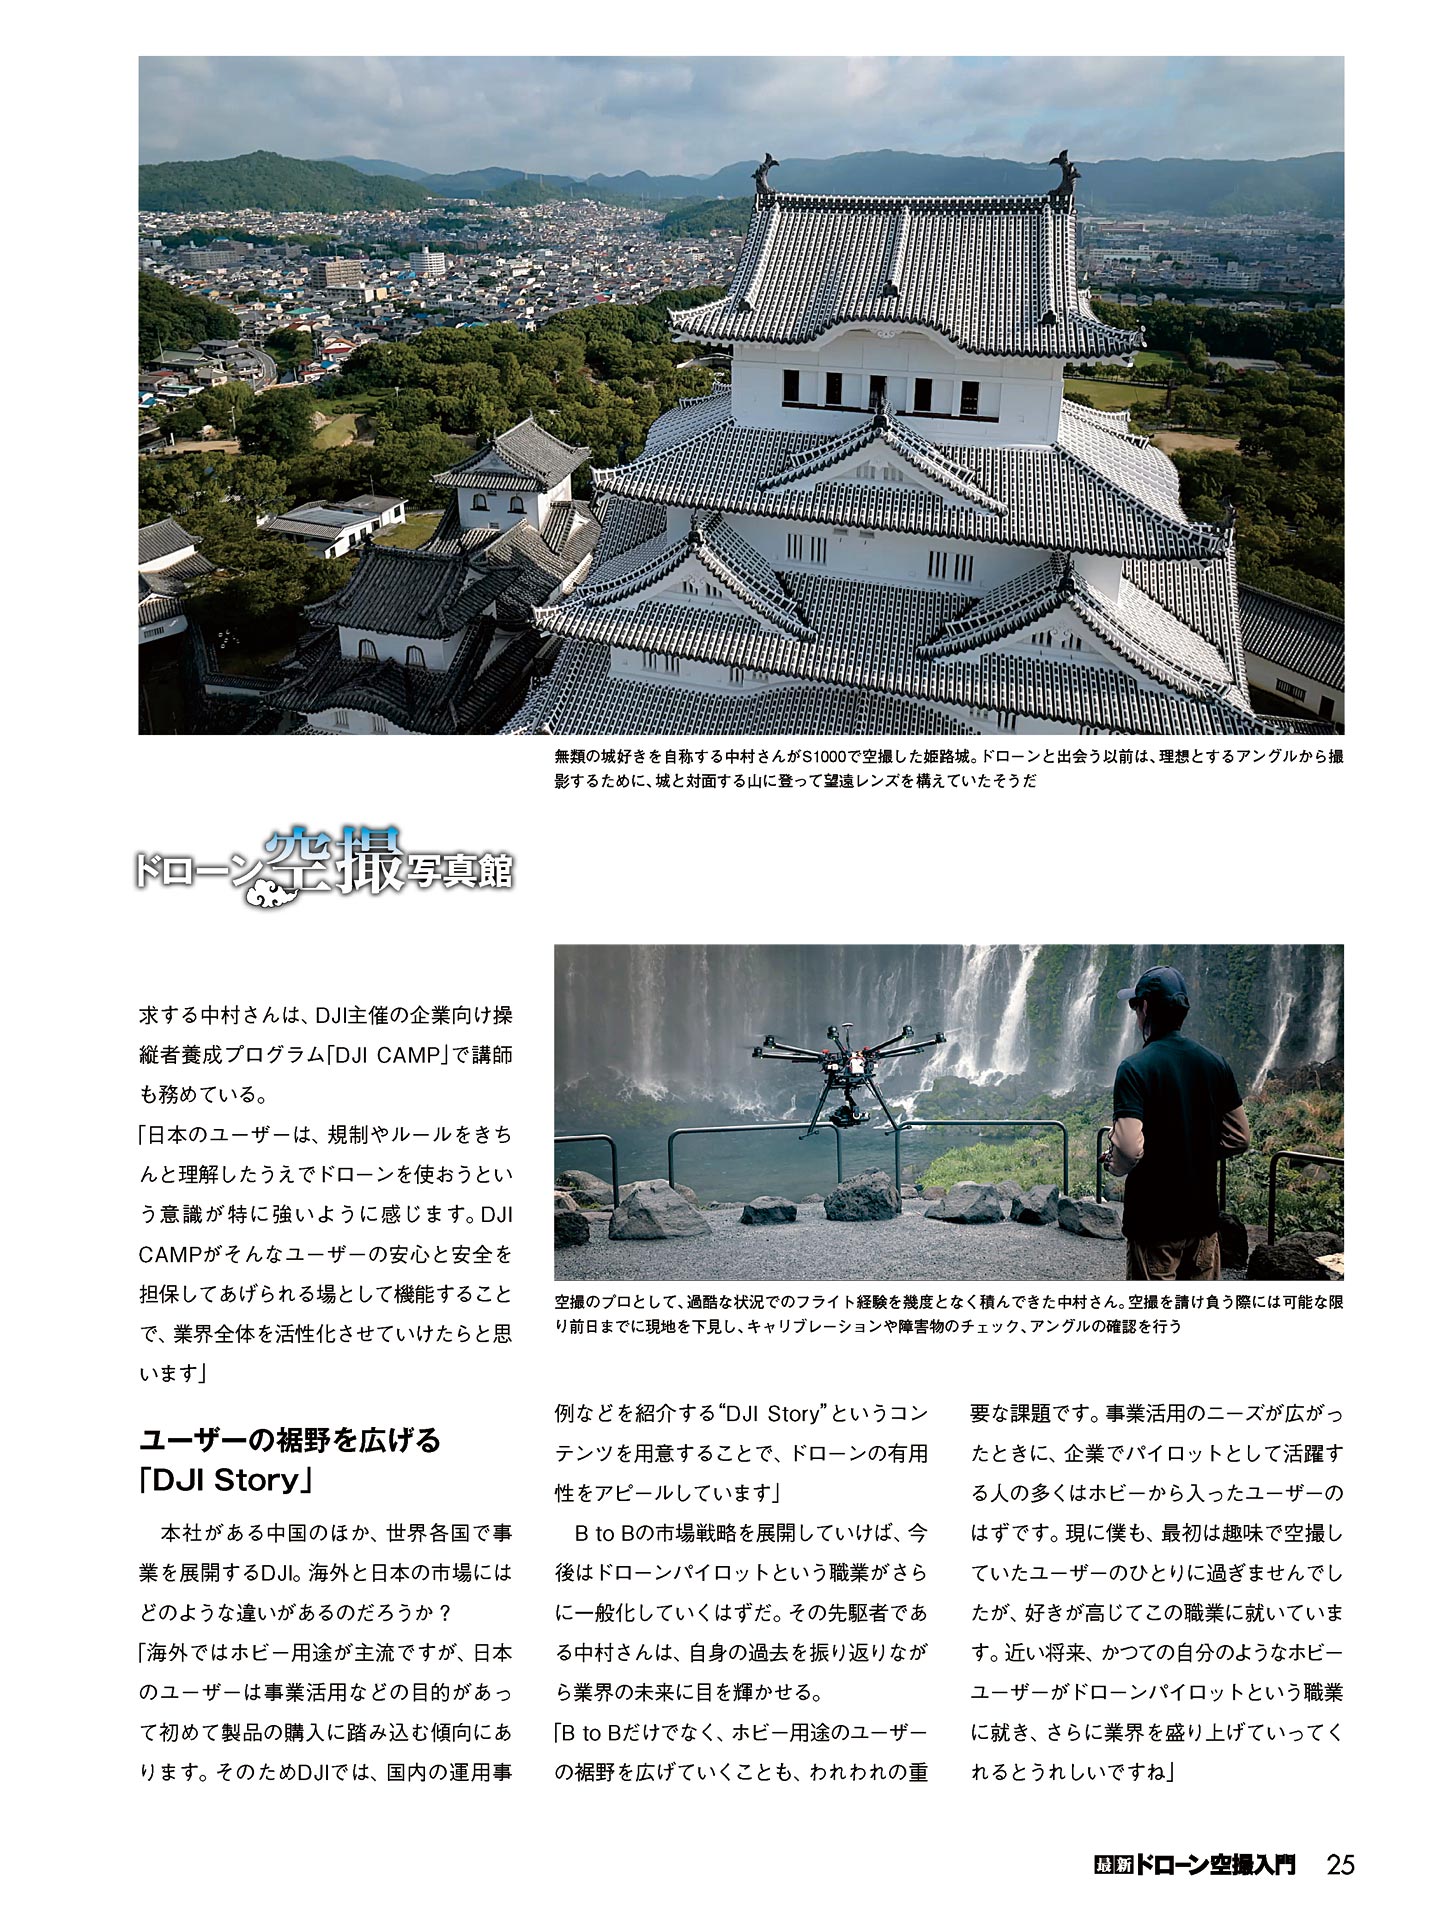 無類の城好きを自称する中村さんがS1000で空撮した姫路城。ドローンと出会う以前は、理想とするアングルから撮
影するために、城と対面する山に登って望遠レンズを構えていたそうだ
ドローン空撮写真館
求する中村さんは、DJI主催の企業向け操
縦者養成プログラム「DJI CAMP」で講師
も務めている。
「日本のユーザーは、規制やルールをきち
んと理解したうえでドローンを使おうとい
う意識が特に強いように感じます。DJI
CAMPがそんなユーザーの安心と安全を
担保してあげられる場として機能すること
で、業界全体を活性化させていけたらと思
います」
ユーザーの裾野を広げる
「DJI Story」
本社がある中国のほか、世界各国で事
業を展開するDJI。海外と日本の市場には
どのような違いがあるのだろうか？
「海外ではホビー用途が主流ですが、日本
のユーザーは事業活用などの目的があっ
て初めて製品の購入に踏み込む傾向にあ
ります。そのためDJIでは、国内の運用事
空撮のプロとして、過酷な状況でのフライト経験を幾度となく積んできた中村さん。空撮を請け負う際には可能な限
り前日までに現地を下見し、キャリブレーションや障害物のチェック、アングルの確認を行う
例などを紹介する“DJI Story”というコン
テンツを用意することで、ドローンの有用
性をアピールしています」
B to Bの市場戦略を展開していけば、今
後はドローンパイロットという職業がさら
に一般化していくはずだ。その先駆者であ
る中村さんは、自身の過去を振り返りなが
ら業界の未来に目を輝かせる。
「B to Bだけでなく、ホビー用途のユーザー
の裾野を広げていくことも、われわれの重
要な課題です。事業活用のニーズが広がっ
たときに、企業でパイロットとして活躍す
る人の多くはホビーから入ったユーザーの
はずです。現に僕も、最初は趣味で空撮し
ていたユーザーのひとりに過ぎませんでし
たが、好きが高じてこの職業に就いていま
す。近い将来、かつての自分のようなホビー
ユーザーがドローンパイロットという職業
に就き、さらに業界を盛り上げていってく
れるとうれしいですね」
最新ドローン空撮入門 25